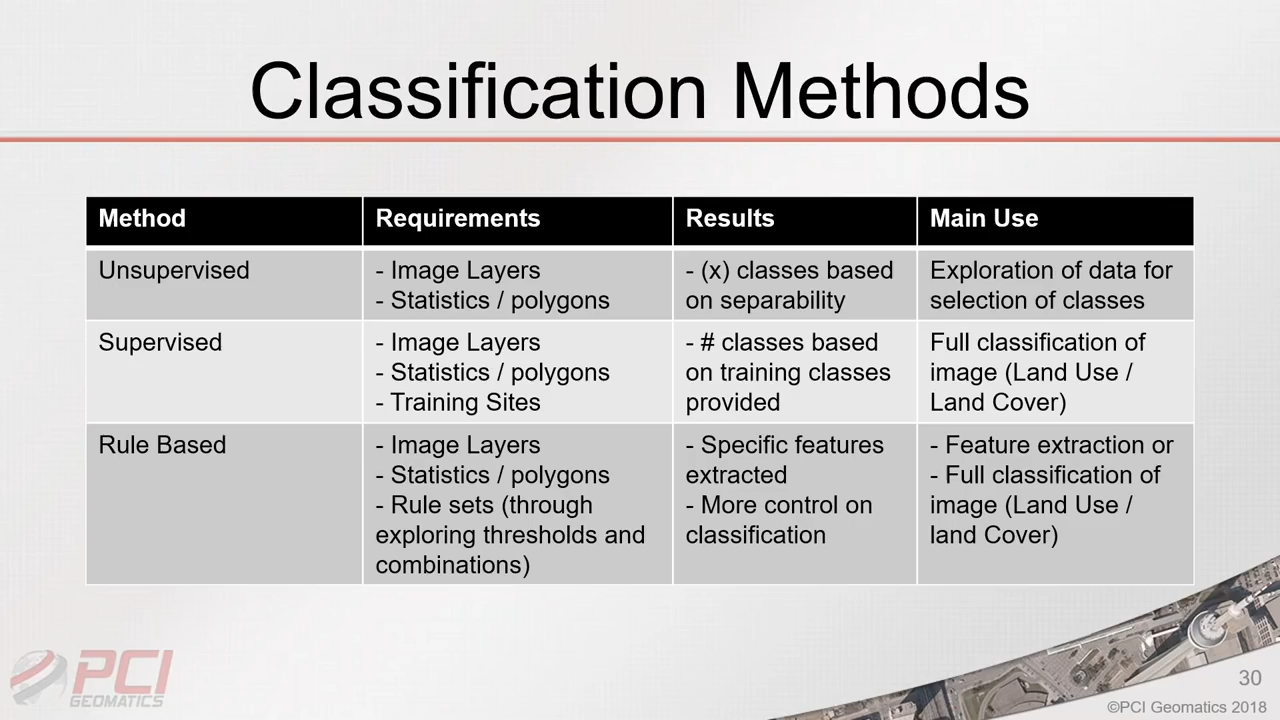 Classification Methods
Method
Requirements
Results
Main Use
Unsupervised
- Image Layers
- Statistics / polygons
- (x) classes based
on separability
Exploration of data for
selection of classes
Supervised
- Image Layers
- Statistics / polygons
- Training Sites
- # classes based
on training classes
provided
Full classification of
image (Land Use /
Land Cover)
Rule Based
- Image Layers
- Statistics / polygons
- Rule sets (through
exploring thresholds and
combinations)
- Specific features
extracted
- More control on
classification
- Feature extraction or
- Full classification of
image (Land Use /
land Cover)
PCI
GEOMATICS
30
©PCI Geomatics 2018